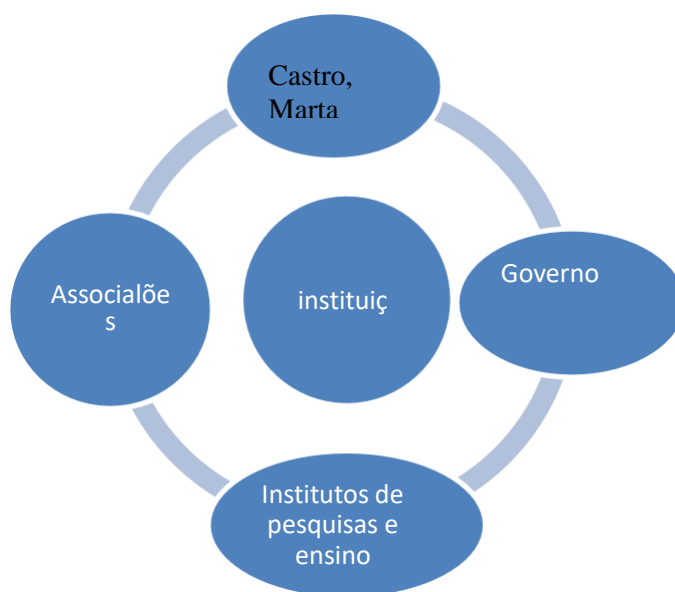 Castro,
Marta
Governo
Associalõe
s
instituiç
Institutos de
pesquisas e
ensino